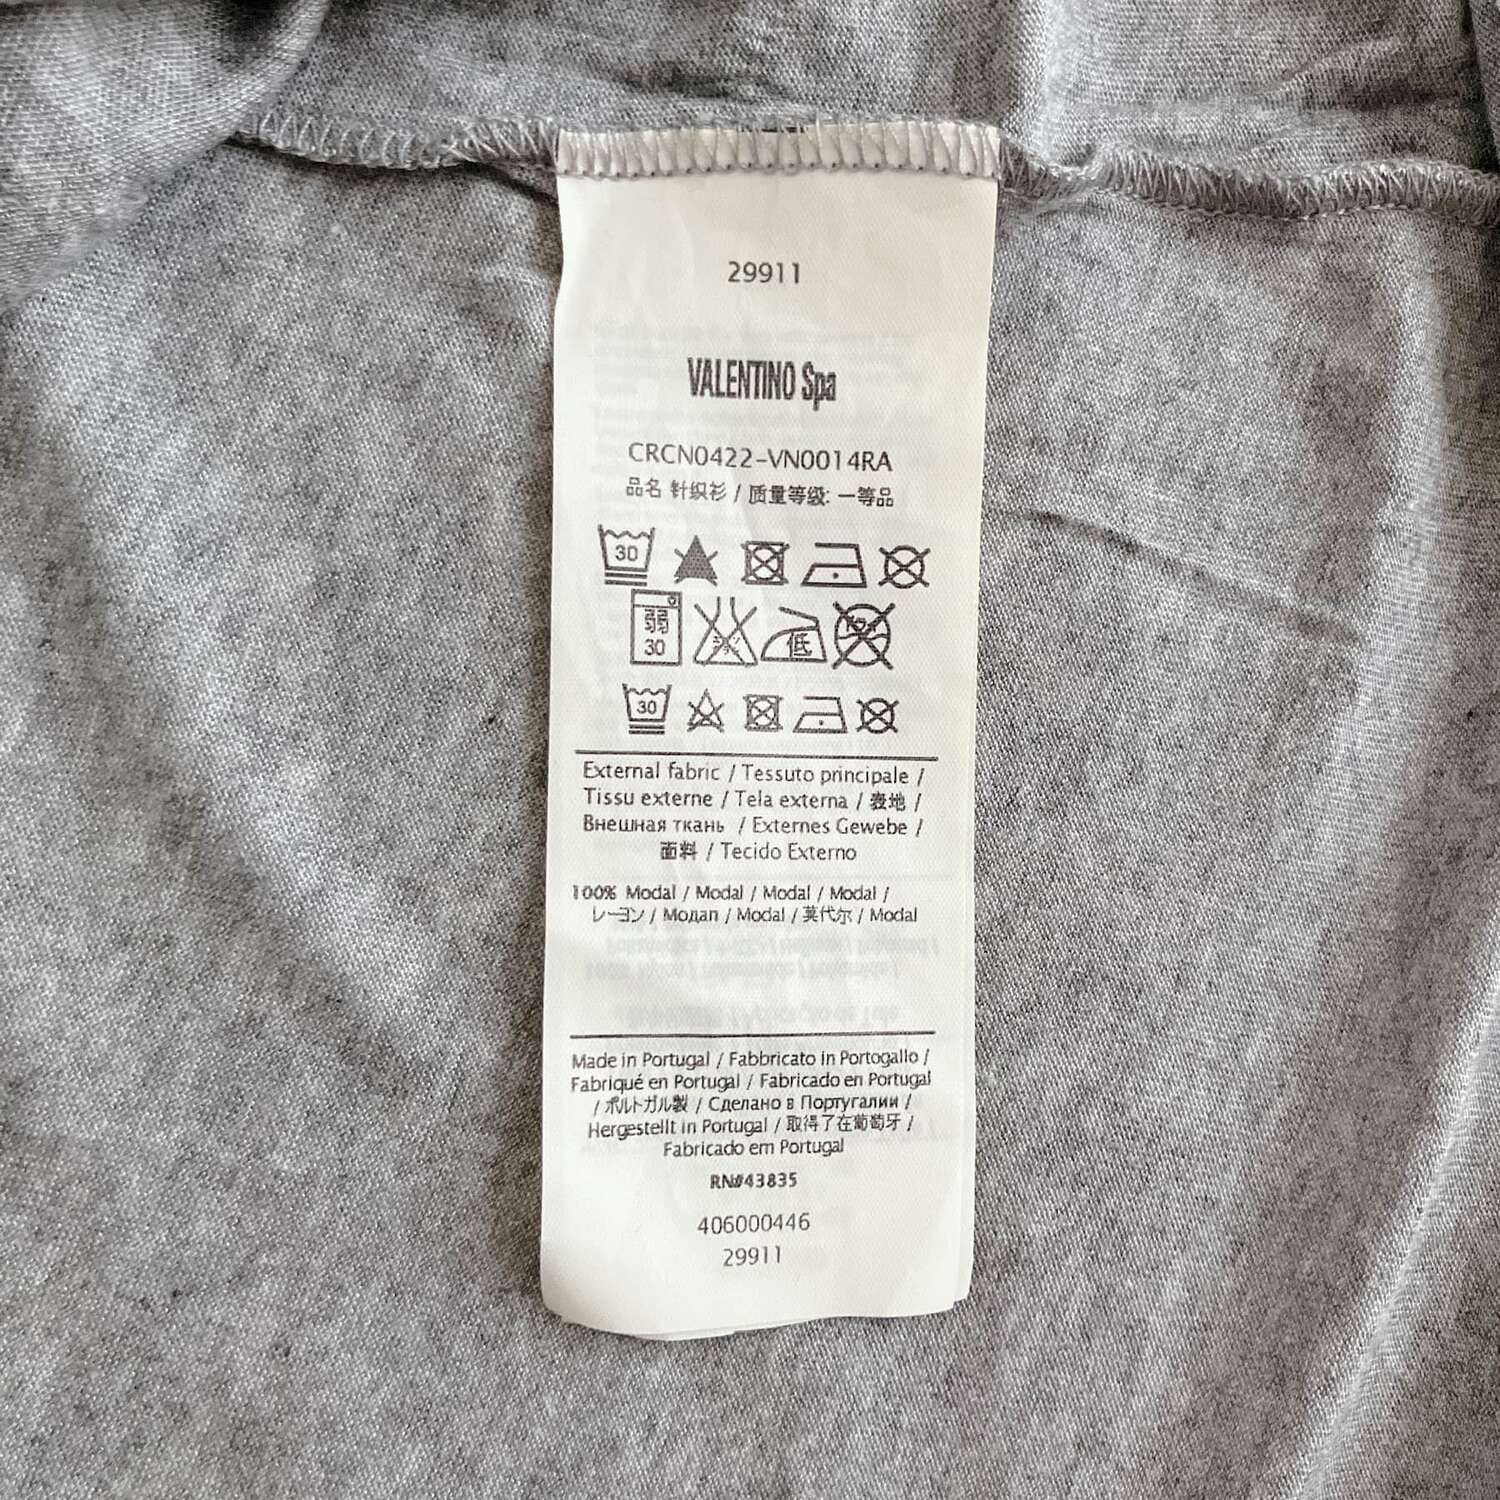 29911
VALENTINO Spa
CRCN0422-VN0014RA
品名 针织衫 / 质量等级: 一等品
30
弱
30
低
30
External fabric / Tessuto principale /
Tissu externe / Tela externa / 表地 /
Внешная ткань / Externes Gewebe /
面料 / Tecido Externo
100% Modal / Modal / Modal / Modal /
レーヨン / Модал / Modal / 莫代尔 / Modal
Made in Portugal / Fabbricato in Portogallo /
Fabriqué en Portugal / Fabricado en Portugal
/ ポルトガル製 / Сделано в Португалии /
Hergestellt in Portugal / 取得了在葡萄牙 /
Fabricado em Portugal
RN#43835
406000446
29911